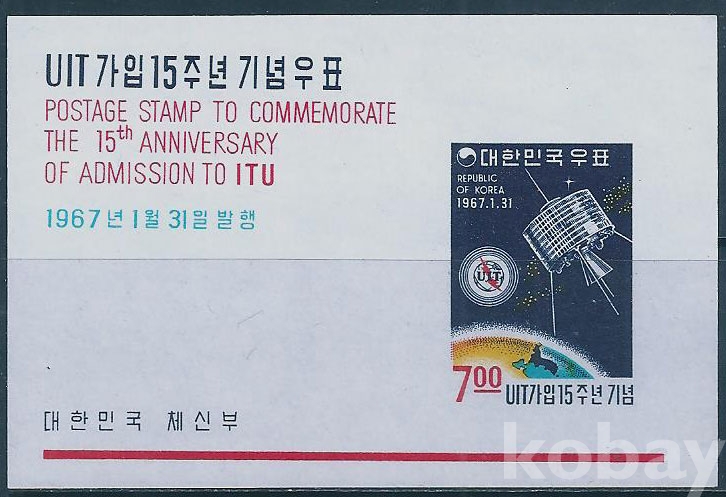 UIT 가입 15주년 기념우표
POSTAGE STAMP TO COMMEMORATE
THE 15th ANNIVERSARY
OF ADMISSION TO ITU
1967년 1월 31일 발행
대한민국우표
REPUBLIC
OF KOREA
1967.1.31
UIT
7.00
UIT가입15주년기념
대한민국 체신부
kobay